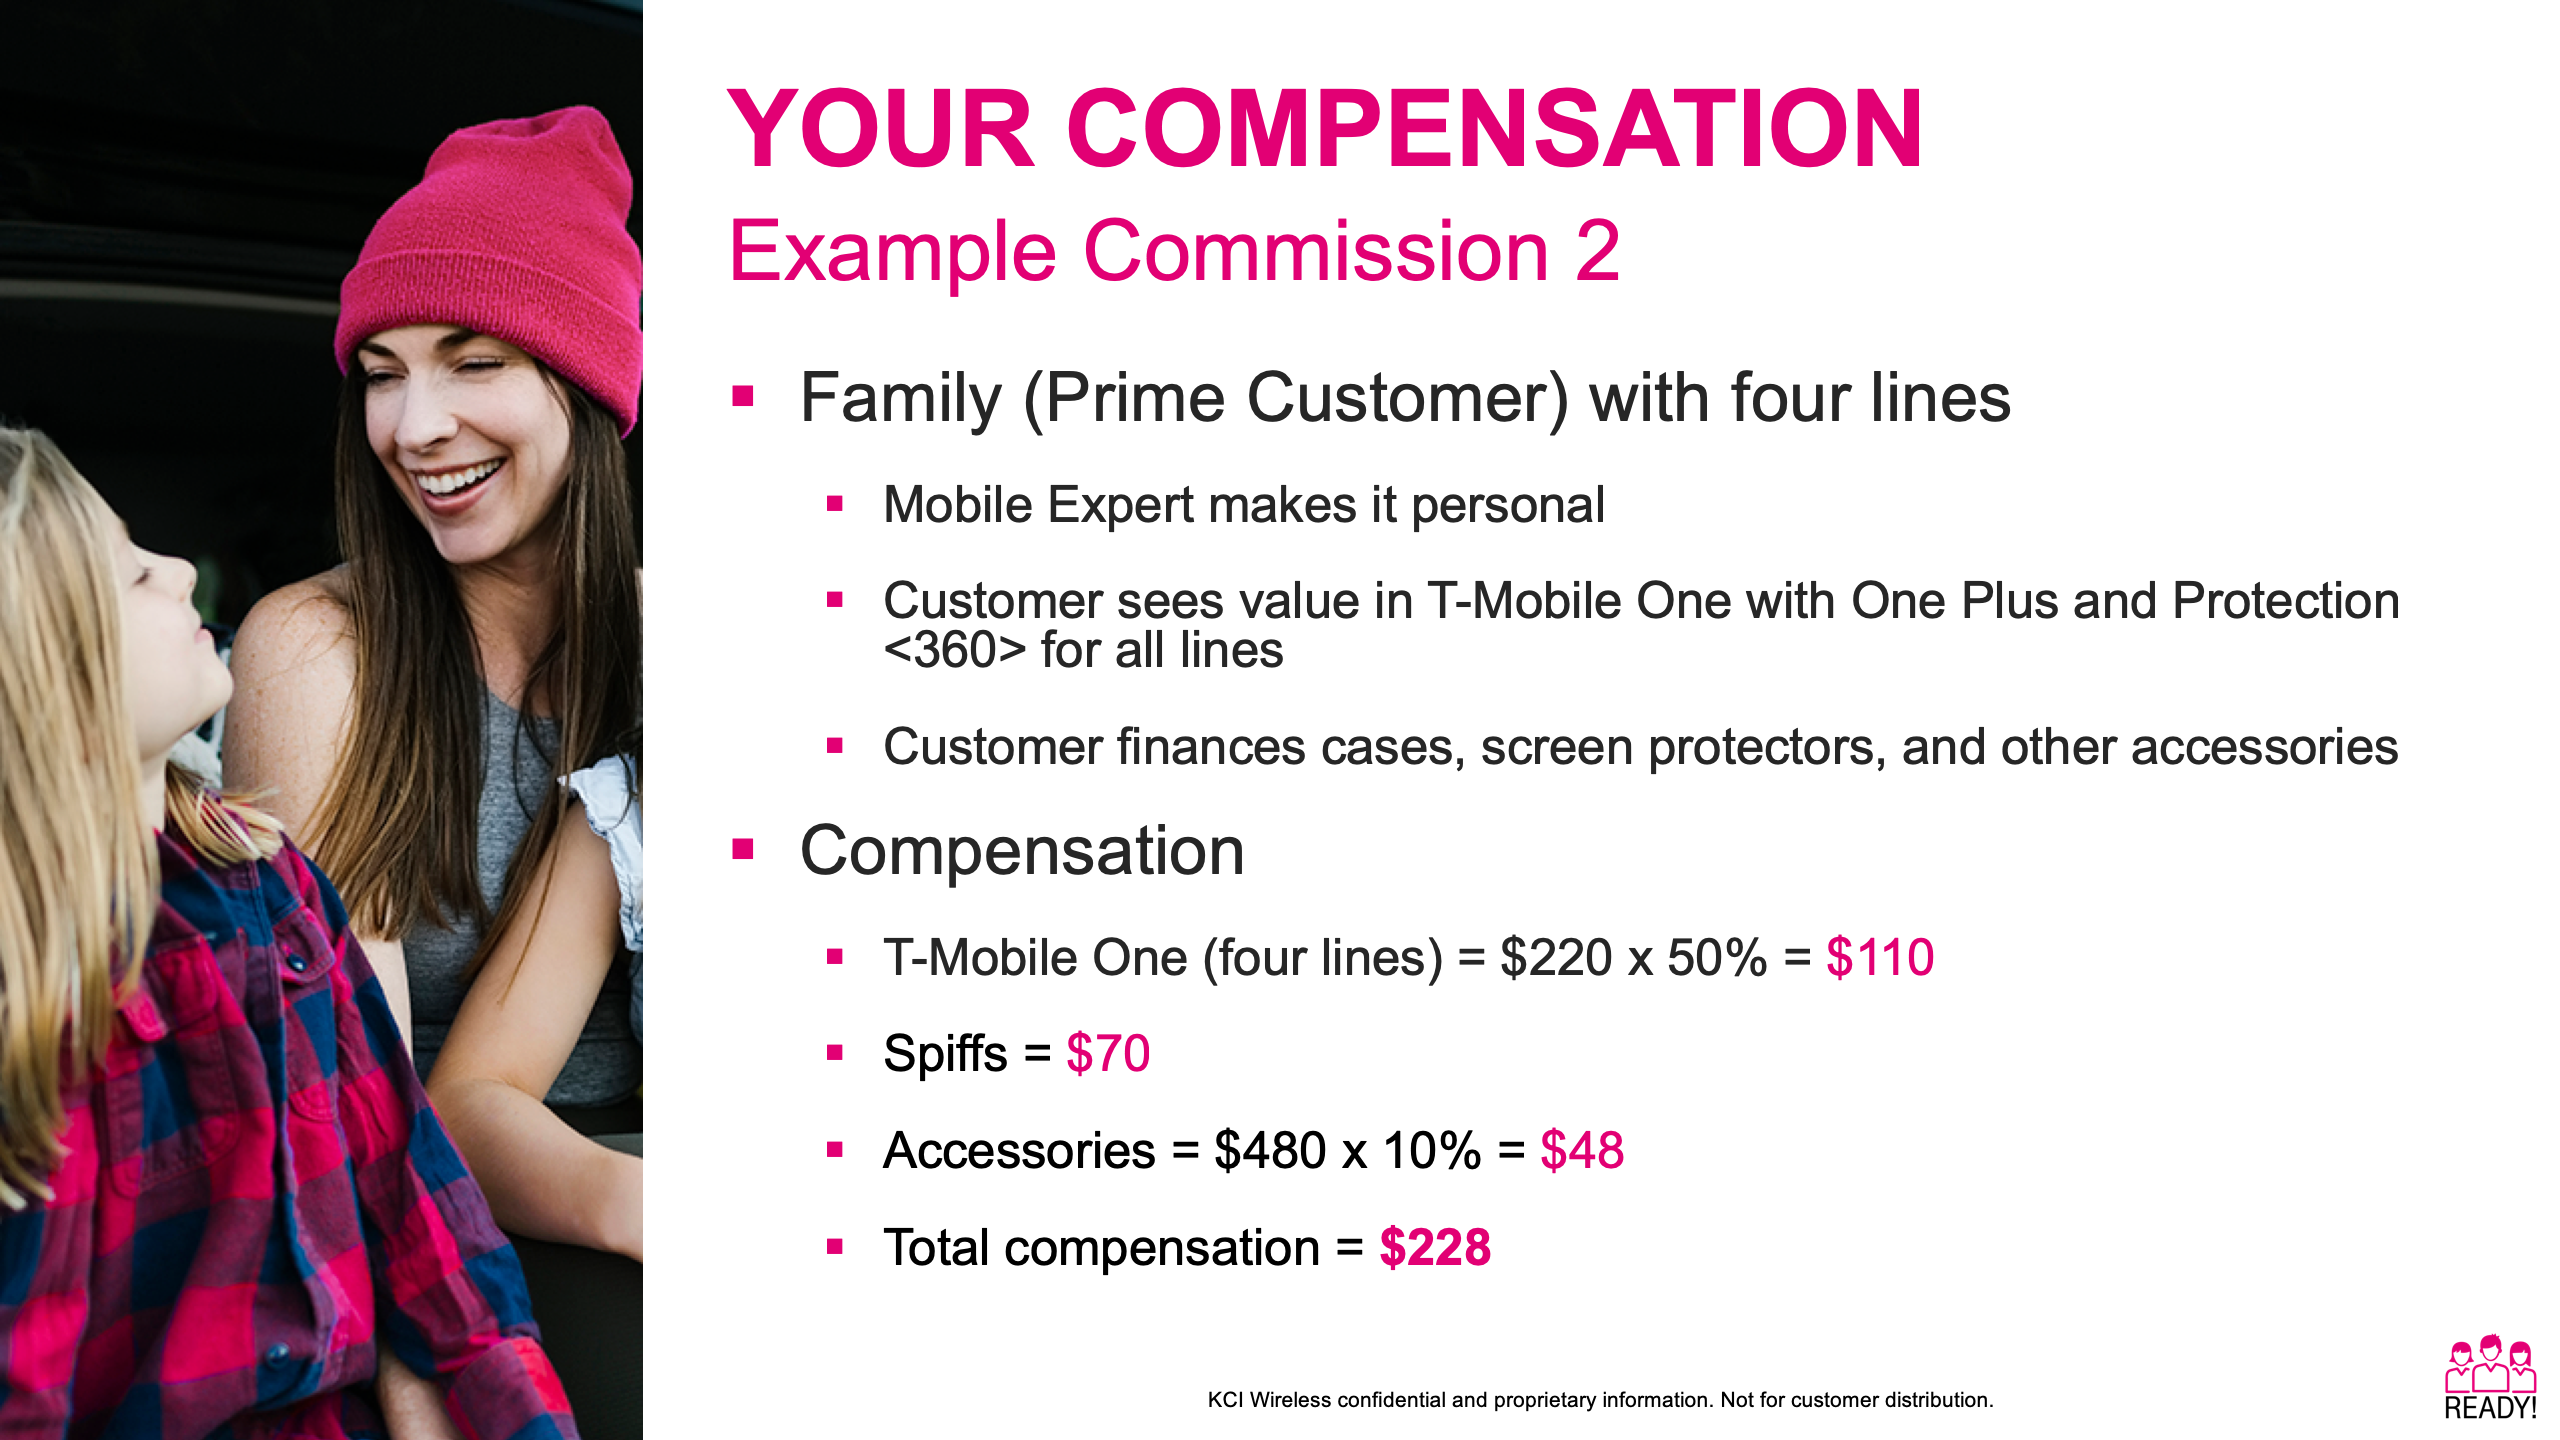 YOUR COMPENSATION
Example Commission 2
▪ Family (Prime Customer) with four lines
▪ Mobile Expert makes it personal
▪ Customer sees value in T-Mobile One with One Plus and Protection
<360> for all lines
▪ Customer finances cases, screen protectors, and other accessories
▪ Compensation
▪ T-Mobile One (four lines) = $220 x 50% = $110
▪ Spiffs = $70
▪ Accessories = $480 x 10% = $48
▪ Total compensation = $228
KCI Wireless confidential and proprietary information. Not for customer distribution.
READY!